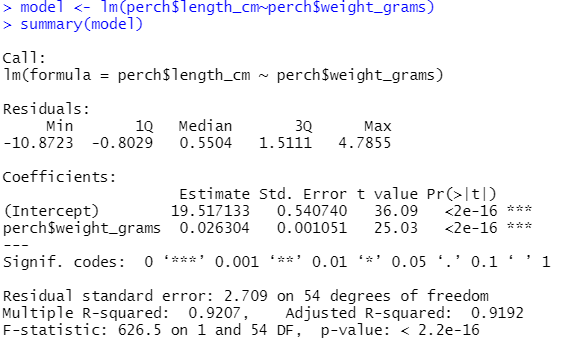 > model <- lm(perch$length_cm~perch$weight_grams)
> summary(model)
Call:
lm(formula = perch$length_cm ~ perch$weight_grams)
Residuals:
     Min       1Q   Median       3Q      Max
-10.8723  -0.8029   0.5504   1.5111   4.7855
Coefficients:
                    Estimate Std. Error t value Pr(>|t|)
(Intercept)        19.517133   0.540740   36.09   <2e-16 ***
perch$weight_grams  0.026304   0.001051   25.03   <2e-16 ***
---
Signif. codes:  0 ‘***’ 0.001 ‘**’ 0.01 ‘*’ 0.05 ‘.’ 0.1 ‘ ’ 1
Residual standard error: 2.709 on 54 degrees of freedom
Multiple R-squared:  0.9207,    Adjusted R-squared:  0.9192
F-statistic: 626.5 on 1 and 54 DF,  p-value: < 2.2e-16